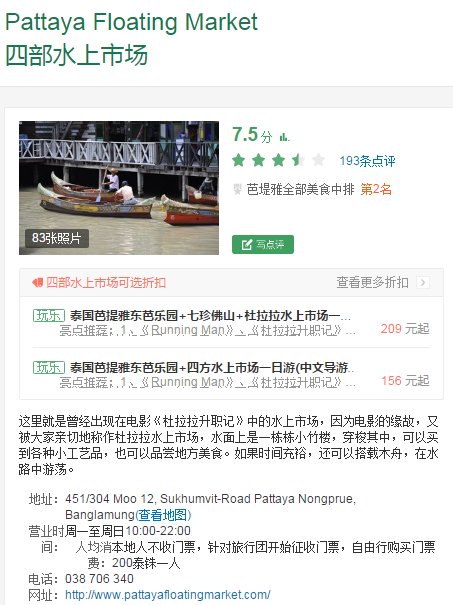 Pattaya Floating Market
四部水上市场
7.5分
193条点评
芭堤雅全部美食中排 第2名
83张照片
写点评
四部水上市场可选折扣
查看更多折扣
玩乐 泰国芭提雅东芭乐园+七珍佛山+杜拉拉水上市场一...
亮点推荐：1、《Running Man》、《杜拉拉升职记》...
209 元起
玩乐 泰国芭提雅东芭乐园+四方水上市场一日游(中文导游..
亮点推荐：1、《Running Man》、《杜拉拉升职记》...
156 元起
这里就是曾经出现在电影《杜拉拉升职记》中的水上市场，因为电影的缘故，又
被大家亲切地称作杜拉拉水上市场，水面上是一栋栋小竹楼，穿梭其中，可以买
到各种小工艺品，也可以品尝地方美食。如果时间充裕，还可以搭载木舟，在水
路中游荡。
地址：451/304 Moo 12, Sukhumvit-Road Pattaya Nongprue,
Banglamung(查看地图)
营业时间：周一至周日10:00-22:00
人均消费：本地人不收门票，针对旅行团开始征收门票，自由行购买门票
200泰铢一人
电话：038 706 340
网址：http://www.pattayafloatingmarket.com/